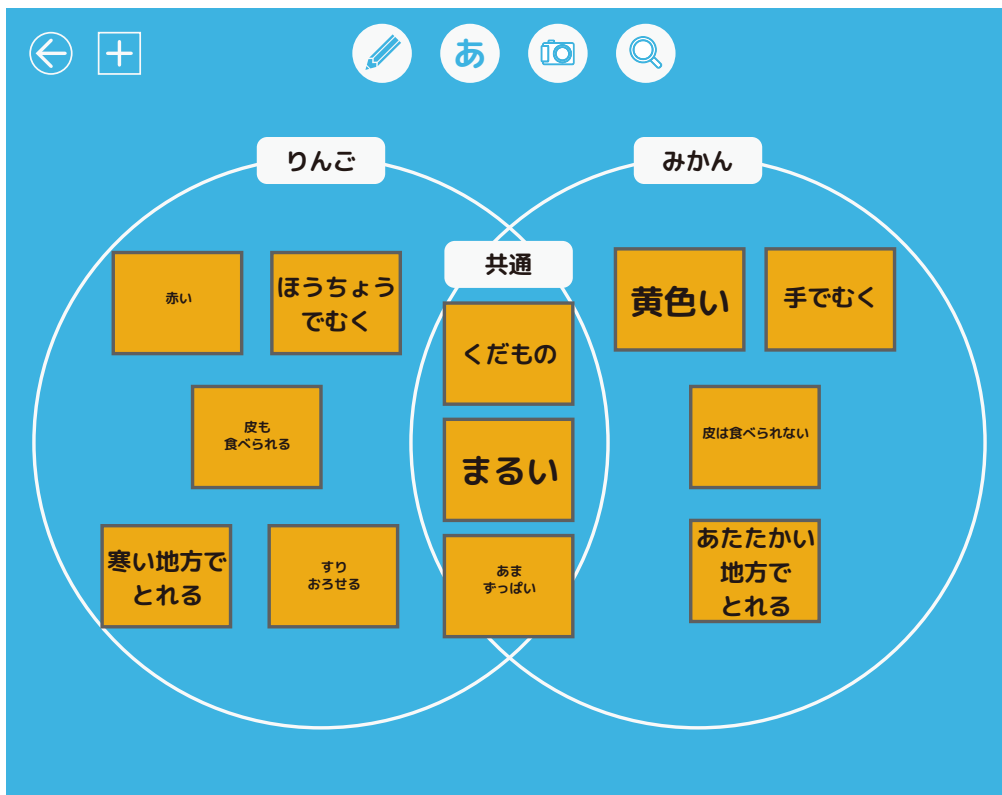 あ
りんご
みかん
共通
赤い
ほうちょう
でむく
皮も
食べられる
寒い地方で
とれる
すり
おろせる
くだもの
まるい
あま
ずっぱい
黄色い
手でむく
皮は食べられない
あたたかい
地方で
とれる